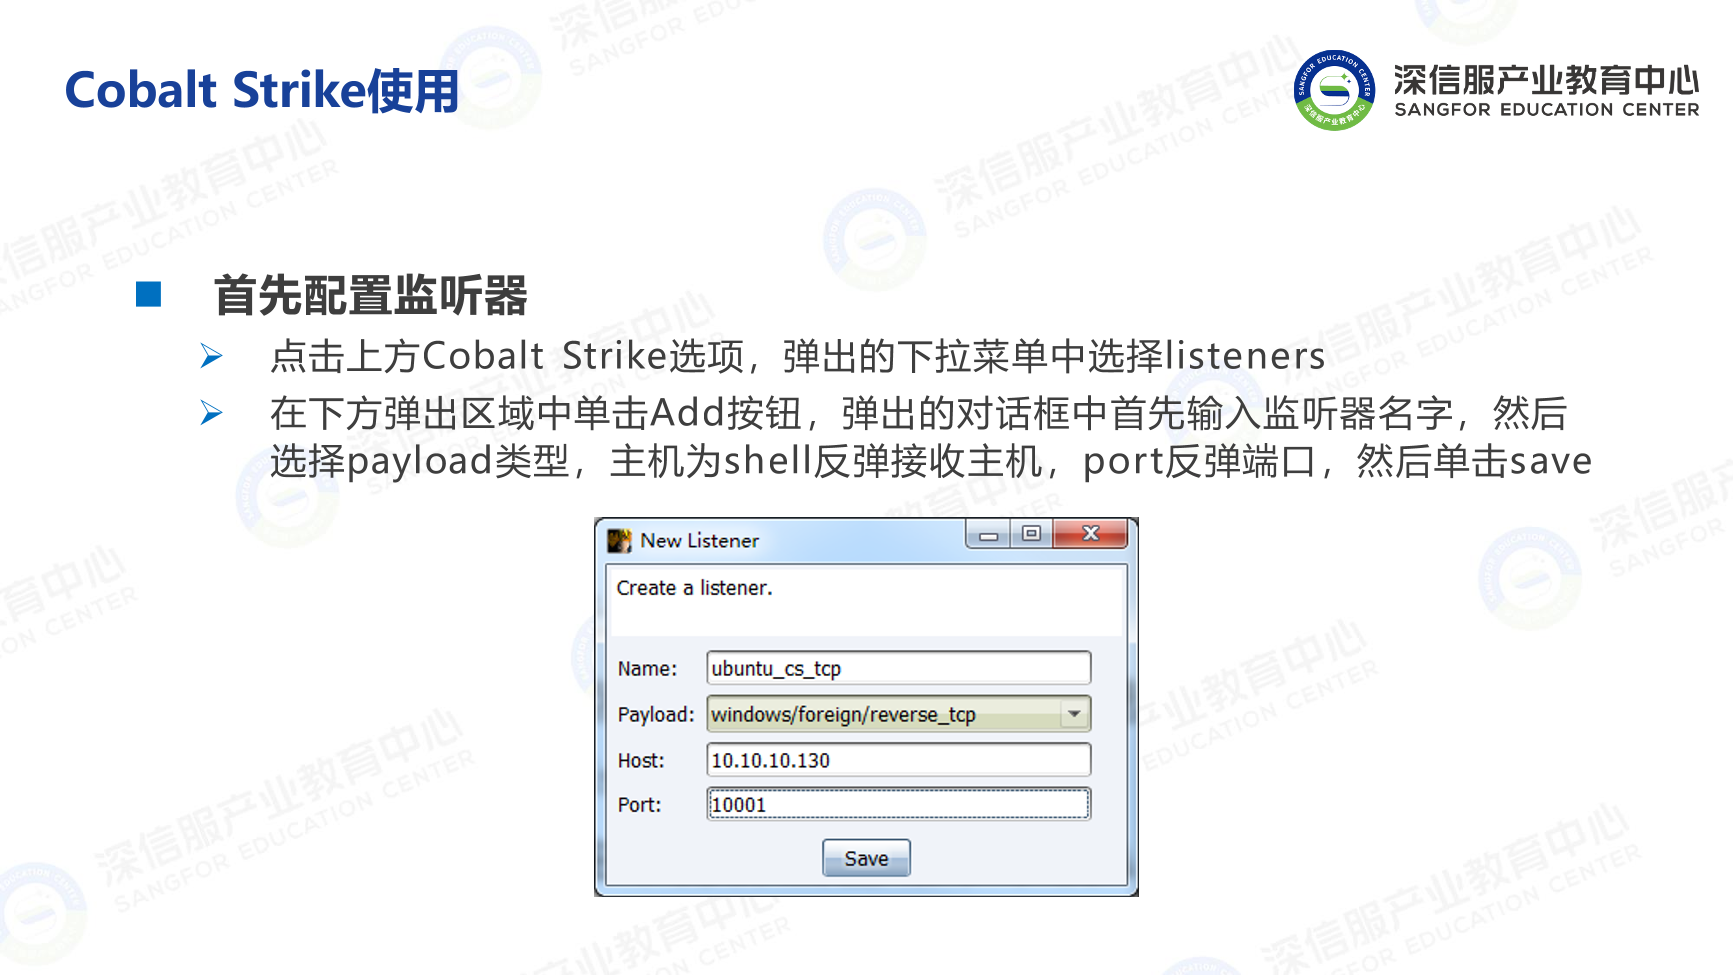 Cobalt Strike使用
深信服产业教育中心
SANGFOR EDUCATION CENTER
首先配置监听器
点击上方Cobalt Strike选项，弹出的下拉菜单中选择listeners
在下方弹出区域中单击Add按钮，弹出的对话框中首先输入监听器名字，然后
选择payload类型，主机为shell反弹接收主机，port反弹端口，然后单击save
New Listener
Create a listener.
Name: ubuntu_cs_tcp
Payload: windows/foreign/reverse_tcp
Host: 10.10.10.130
Port: 10001
Save